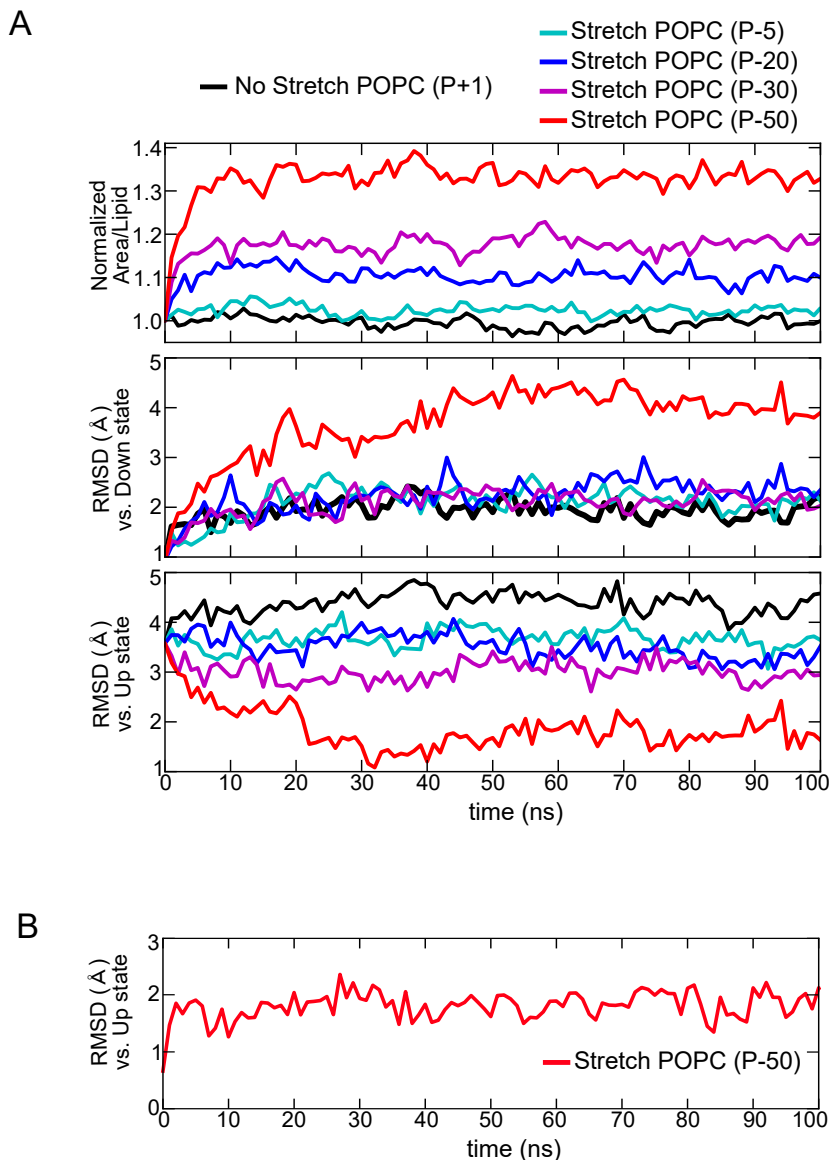 A
Stretch POPC (P-5)
Stretch POPC (P-20)
No Stretch POPC (P+1)
Stretch POPC (P-30)
Stretch POPC (P-50)
Normalized
Area/Lipid
1.4
1.3
1.2
1.1
1.0
RMSD (Å)
vs. Down state
5
4
3
2
1
RMSD (Å)
vs. Up state
5
4
3
2
1
0 10 20 30 40 50 60 70 80 90 100
time (ns)
B
RMSD (Å)
vs. Up state
3
2
1
0
Stretch POPC (P-50)
0 10 20 30 40 50 60 70 80 90 100
time (ns)